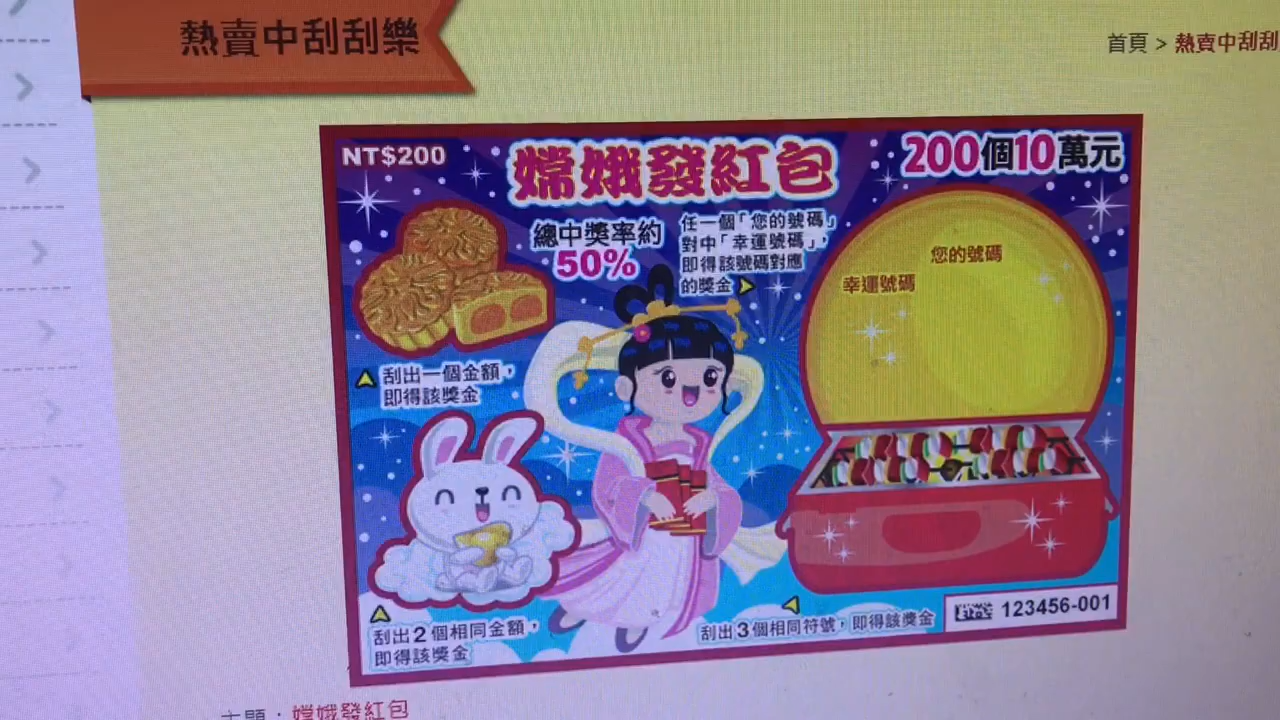 熱賣中刮刮樂
首頁 > 熱賣中刮刮
NT$200
嫦娥發紅包
200個10萬元
總中獎率約
50%
任一個「您的號碼」
對中「幸運號碼」,
即得該號碼對應
的獎金
您的號碼
幸運號碼
刮出一個金額,
即得該獎金
刮出2個相同金額,
即得該獎金
刮出3個相同符號,即得該獎金
123456-001
主題:嫦娥發紅包